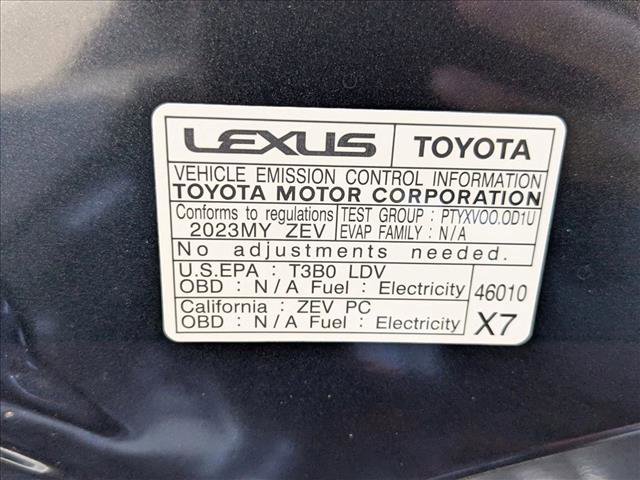 LEXUS TOYOTA
VEHICLE EMISSION CONTROL INFORMATION
TOYOTA MOTOR CORPORATION
Conforms to regulations TEST GROUP : PTYXV00.0D1U
2023MY ZEV EVAP FAMILY : N/A
No adjustments needed.
U.S.EPA : T3B0 LDV
OBD : N/A Fuel : Electricity 46010
California : ZEV PC
OBD : N/A Fuel : Electricity X7